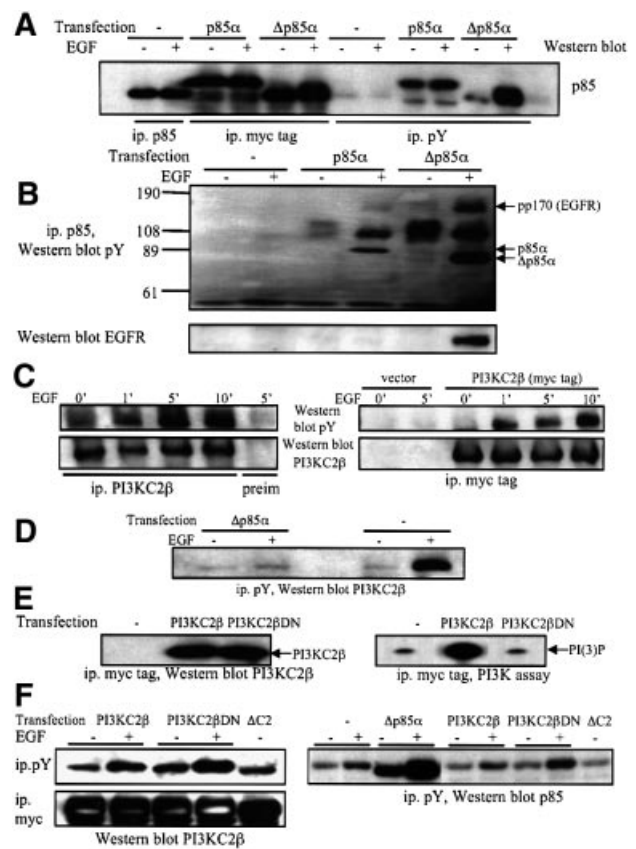 A
Transfection - p85α Δp85α - p85α Δp85α
EGF - + - + - + - + - + - + Western blot
p85
ip. p85 ip. myc tag ip. pY
B
Transfection - p85α Δp85α
EGF - + - + - +
190
pp170 (EGFR)
ip. p85,
Western blot pY
108
89
p85α
Δp85α
61
Western blot EGFR
C
EGF 0' 1' 5' 10' 5'
vector PI3KC2β (myc tag)
EGF 0' 5' 0' 1' 5' 10'
Western
blot pY
Western blot
PI3KC2β
ip. PI3KC2β preim
ip. myc tag
D
Transfection Δp85α -
EGF - + - +
ip. pY, Western blot PI3KC2β
E
Transfection - PI3KC2β PI3KC2βDN
PI3KC2β
ip. myc tag, Western blot PI3KC2β
- PI3KC2β PI3KC2βDN
PI(3)P
ip. myc tag, PI3K assay
F
Transfection PI3KC2β PI3KC2βDN ΔC2
EGF - + - + -
ip.pY
ip.
myc
Western blot PI3KC2β
- Δp85α PI3KC2β PI3KC2βDN ΔC2
- + - + - + - + -
ip. pY, Western blot p85